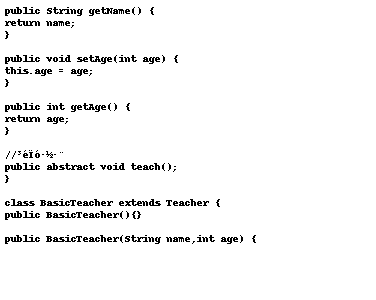 public String getName() {
return name;
}
public void setAge(int age) {
this.age = age;
}
public int getAge() {
return age;
}
//³éÏó·½·¨
public abstract void teach();
}
class BasicTeacher extends Teacher {
public BasicTeacher(){}
public BasicTeacher(String name,int age) {